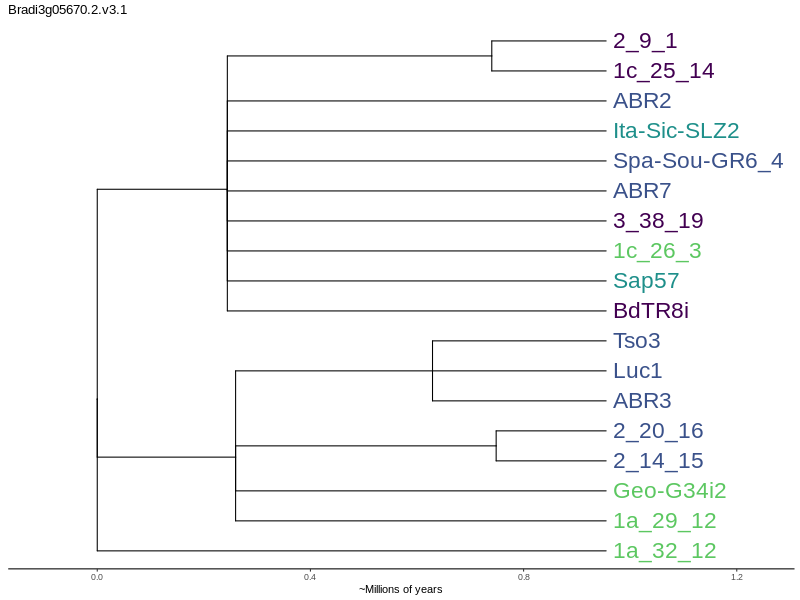 Bradi3g05670.2.v3.1
2_9_1
1c_25_14
ABR2
Ita-Sic-SLZ2
Spa-Sou-GR6_4
ABR7
3_38_19
1c_26_3
Sap57
BdTR8i
Tso3
Luc1
ABR3
2_20_16
2_14_15
Geo-G34i2
1a_29_12
1a_32_12
0.0 0.4 0.8 1.2
~Millions of years